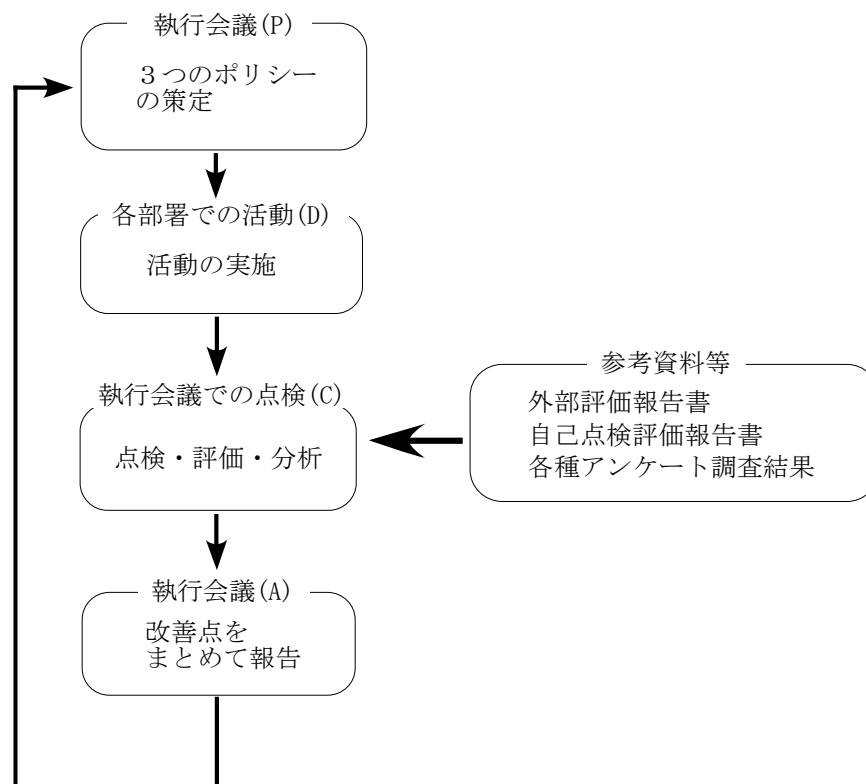 執行会議(P)
３つのポリシー
の策定
各部署での活動(D)
活動の実施
執行会議での点検(C)
点検・評価・分析
参考資料等
外部評価報告書
自己点検評価報告書
各種アンケート調査結果
執行会議(A)
改善点を
まとめて報告